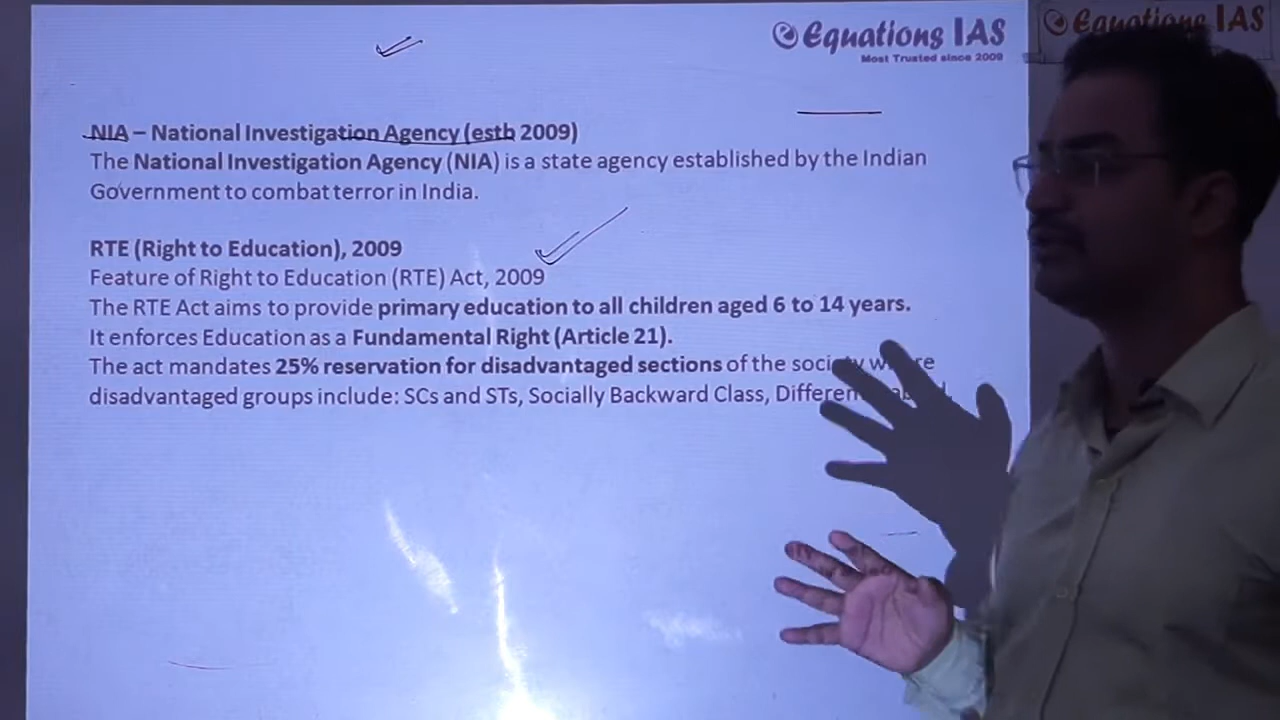 Equations IAS
Most Trusted since 2009
Equations IAS
NIA – National Investigation Agency (estb 2009)
The National Investigation Agency (NIA) is a state agency established by the Indian
Government to combat terror in India.
RTE (Right to Education), 2009
Feature of Right to Education (RTE) Act, 2009
The RTE Act aims to provide primary education to all children aged 6 to 14 years.
It enforces Education as a Fundamental Right (Article 21).
The act mandates 25% reservation for disadvantaged sections of the society where
disadvantaged groups include: SCs and STs, Socially Backward Class,